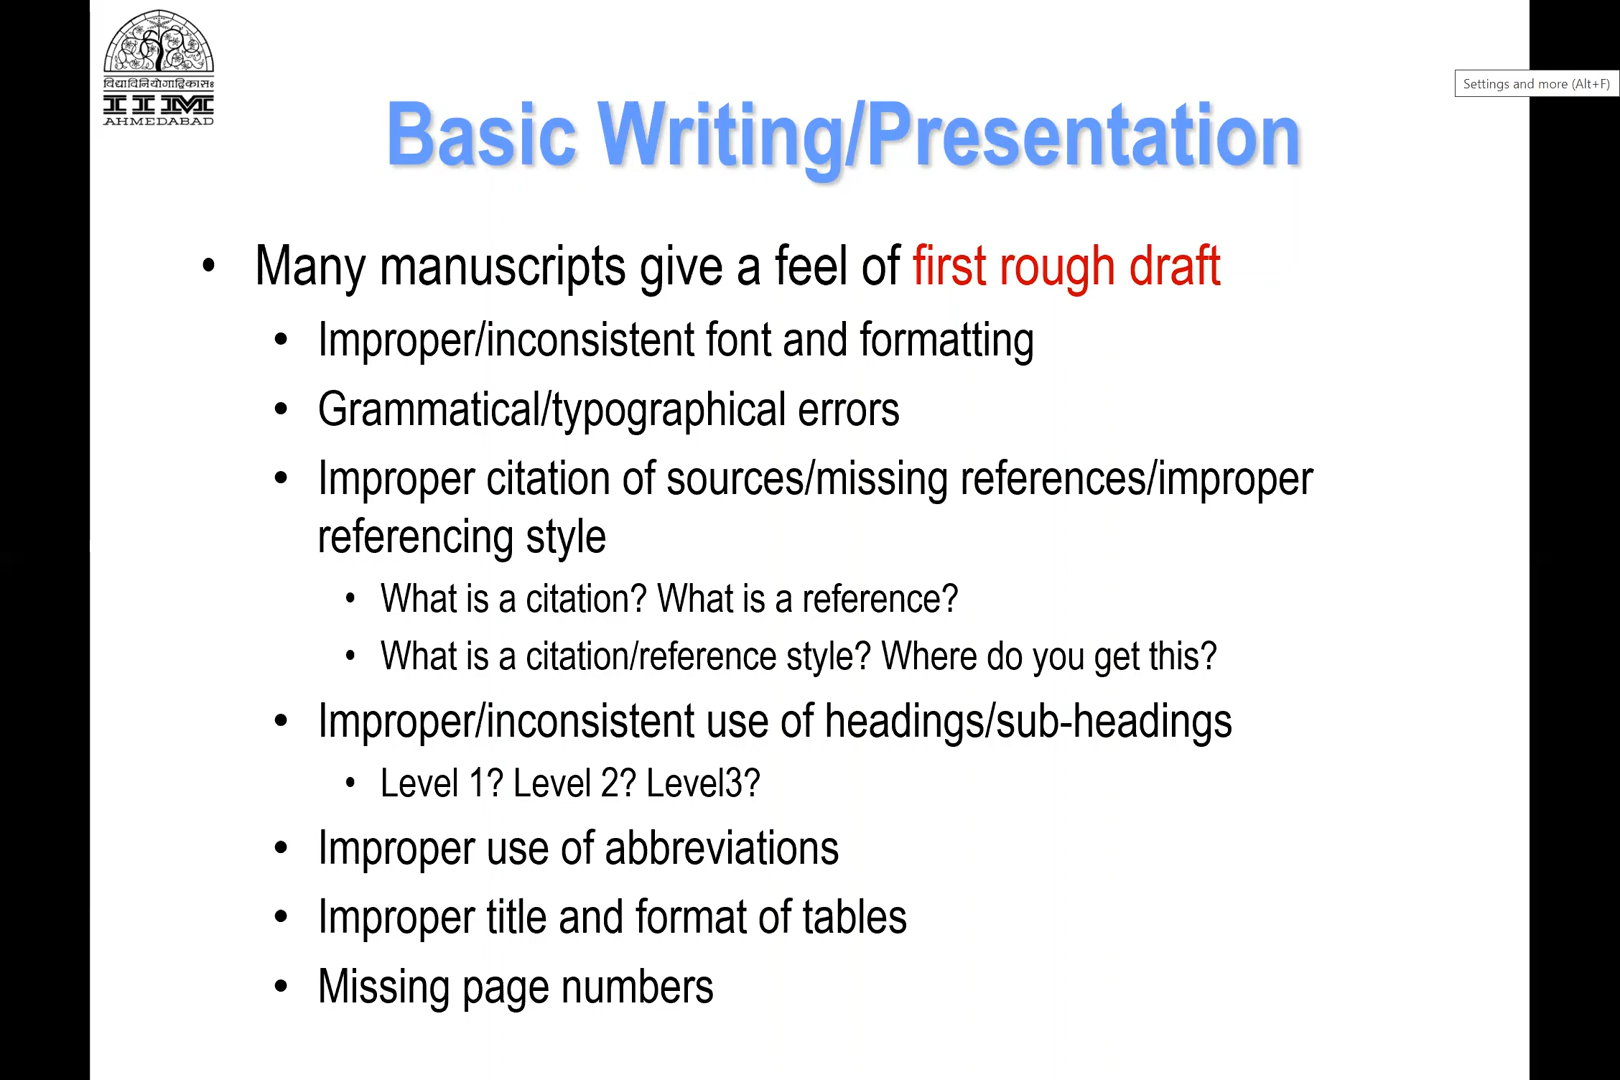 विद्याविनियोगाद्विकासः
IIM
AHMEDABAD
Settings and more (Alt+F)
Basic Writing/Presentation
• Many manuscripts give a feel of first rough draft
• Improper/inconsistent font and formatting
• Grammatical/typographical errors
• Improper citation of sources/missing references/improper
referencing style
• What is a citation? What is a reference?
• What is a citation/reference style? Where do you get this?
• Improper/inconsistent use of headings/sub-headings
• Level 1? Level 2? Level3?
• Improper use of abbreviations
• Improper title and format of tables
• Missing page numbers